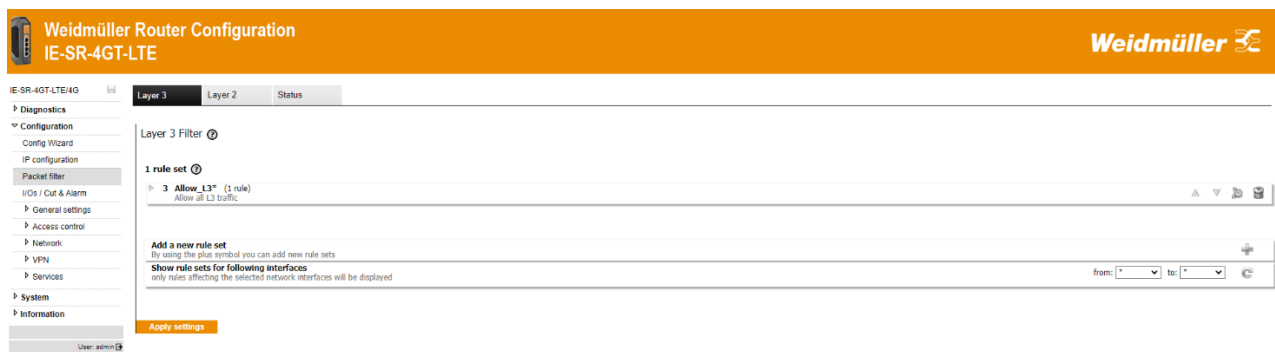 Weidmüller Router Configuration
IE-SR-4GT-LTE
Weidmüller
IE-SR-4GT-LTE/4G
Diagnostics
Configuration
Config Wizard
IP configuration
Packet filter
I/Os / Cut & Alarm
General settings
Access control
Network
VPN
Services
System
Information
User: admin
Layer 3 Layer 2 Status
Layer 3 Filter ?
1 rule set ?
3 Allow_L3* (1 rule)
Allow all L3 traffic
Add a new rule set
By using the plus symbol you can add new rule sets
Show rule sets for following interfaces
only rules affecting the selected network interfaces will be displayed
from: * to: *
Apply settings